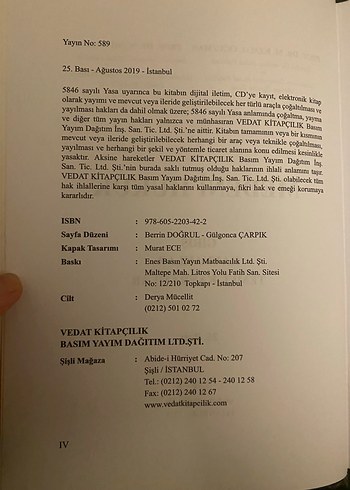 Yayın No: 589
25. Bası - Ağustos 2019 - İstanbul
5846 sayılı Yasa uyarınca bu kitabın dijital iletim, CD'ye kayıt, elektronik kitap
olarak yayımı ve mevcut veya ileride geliştirilebilecek her türlü araçla çoğaltılması ve
yayılması hakları da dahil olmak üzere; 5846 sayılı Yasa anlamında çoğaltma, yayma
ve diğer tüm yayın hakları yalnızca ve münhasıran VEDAT KİTAPÇILIK Basım
Yayım Dağıtım İnş. San. Tic. Ltd. Şti.'ne aittir. Kitabın tamamının veya bir kısmının
mevcut veya ileride geliştirilebilecek herhangi bir araç veya teknikle çoğaltılması,
yayılması ve herhangi bir şekil ve yöntemle ticaret alanına konu edilmesi kesinlikle
yasaktır. Aksine hareketler VEDAT KİTAPÇILIK Basım Yayım Dağıtım İnş.
San. Tic. Ltd. Şti.'nin burada saklı tutmuş olduğu haklarının ihlali anlamını taşır.
VEDAT KİTAPÇILIK Basım Yayım Dağıtım İnş. San. Tic. Ltd. Şti. olabilecek tüm
hak ihlallerine karşı tüm yasal haklarını kullanmaya, fikri hak ve emeği korumaya
kararlıdır.
ISBN : 978-605-2203-42-2
Sayfa Düzeni : Berrin DOĞRUL - Gülgonca ÇARPIK
Kapak Tasarımı : Murat ECE
Baskı : Enes Basın Yayın Matbaacılık Ltd. Şti.
Maltepe Mah. Litros Yolu Fatih San. Sitesi
No: 12/210 Topkapı - İstanbul
Cilt : Derya Mücellit
(0212) 501 02 72
VEDAT KİTAPÇILIK
BASIM YAYIM DAĞITIM LTD.ŞTİ.
Şişli Mağaza : Abide-i Hürriyet Cad. No: 207
Şişli / İSTANBUL
Tel.: (0212) 240 12 54 - 240 12 58
Fax: (0212) 240 12 67
www.vedatkitapcilik.com
IV